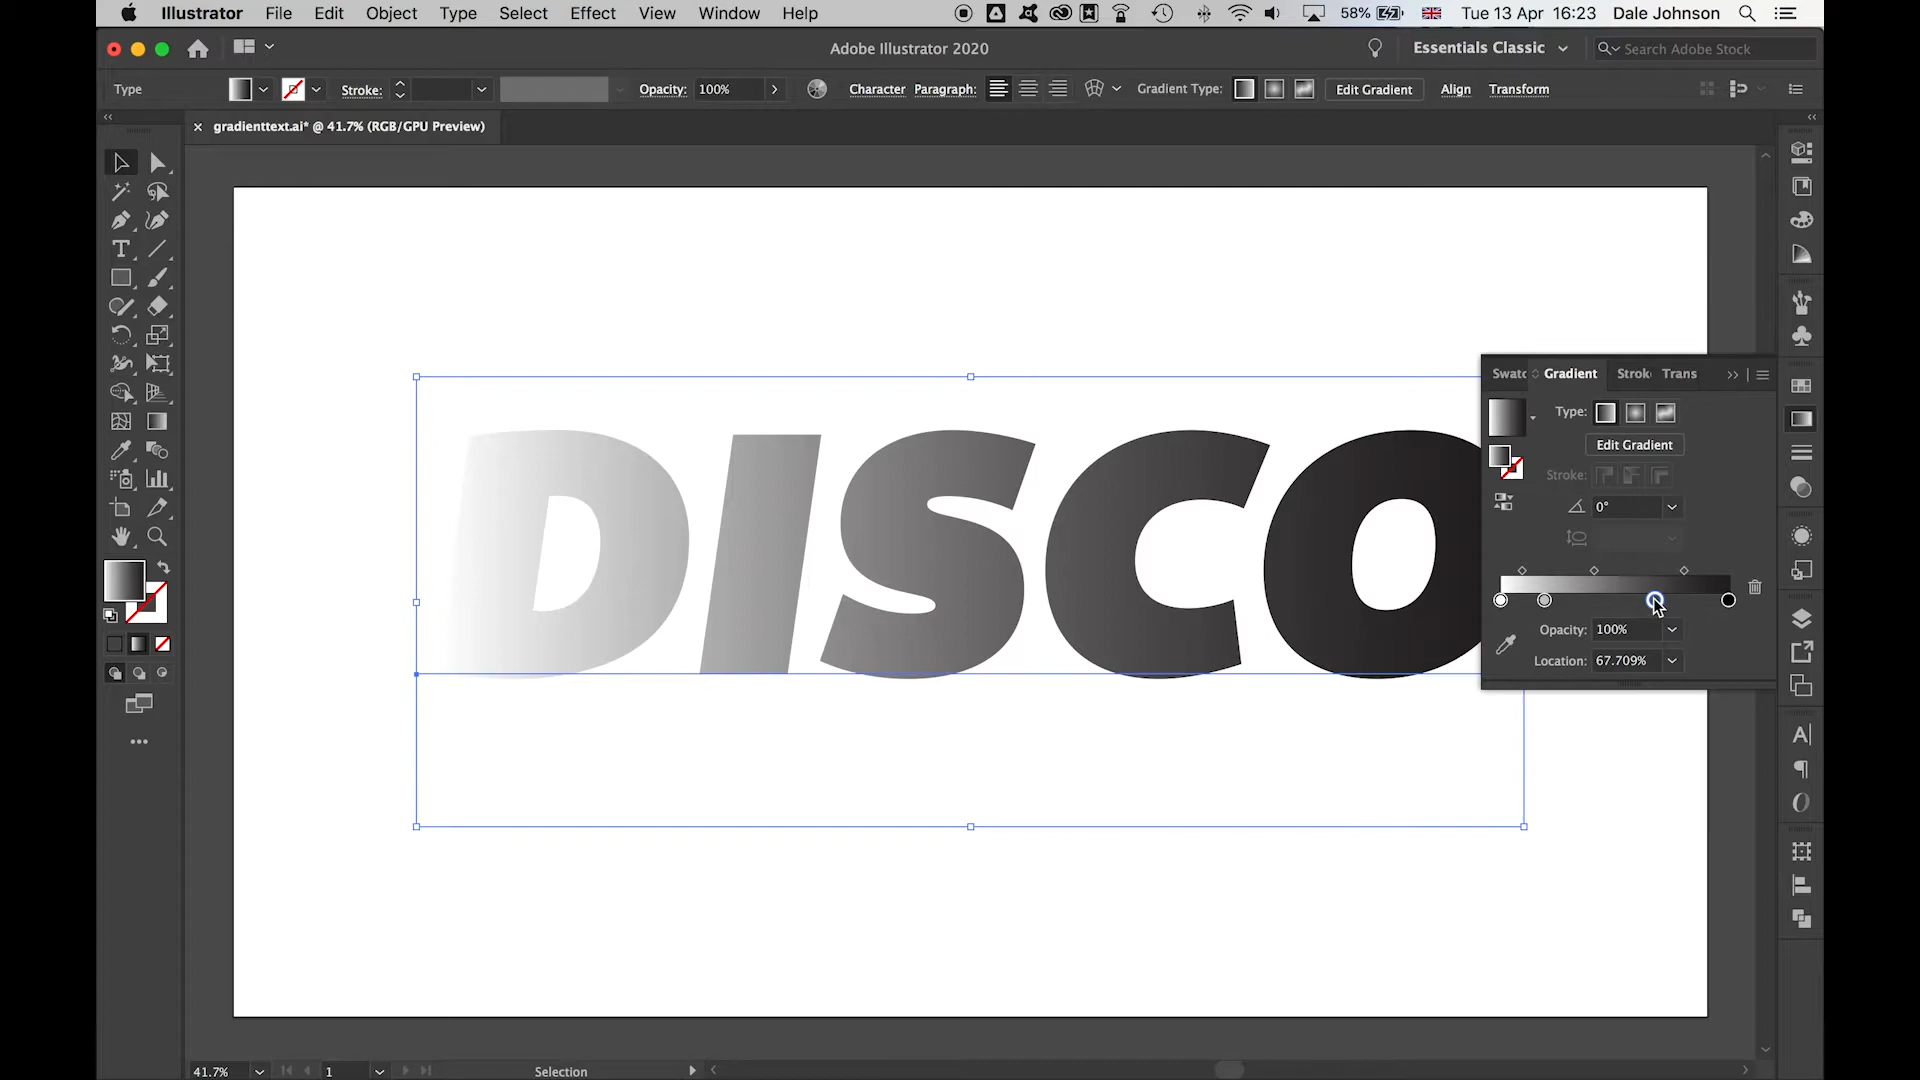 Illustrator File Edit Object Type Select Effect View Window Help 58% Tue 13 Apr 16:23 Dale Johnson
Adobe Illustrator 2020 Essentials Classic Search Adobe Stock
Type Stroke: Opacity: 100% Character Paragraph: Gradient Type: Edit Gradient Align Transform
gradienttext.ai* @ 41.7% (RGB/GPU Preview)
DISCO
Swatc Gradient Strok Trans
Type:
Edit Gradient
Stroke:
0°
Opacity: 100%
Location: 67.709%
41.7% 1 Selection